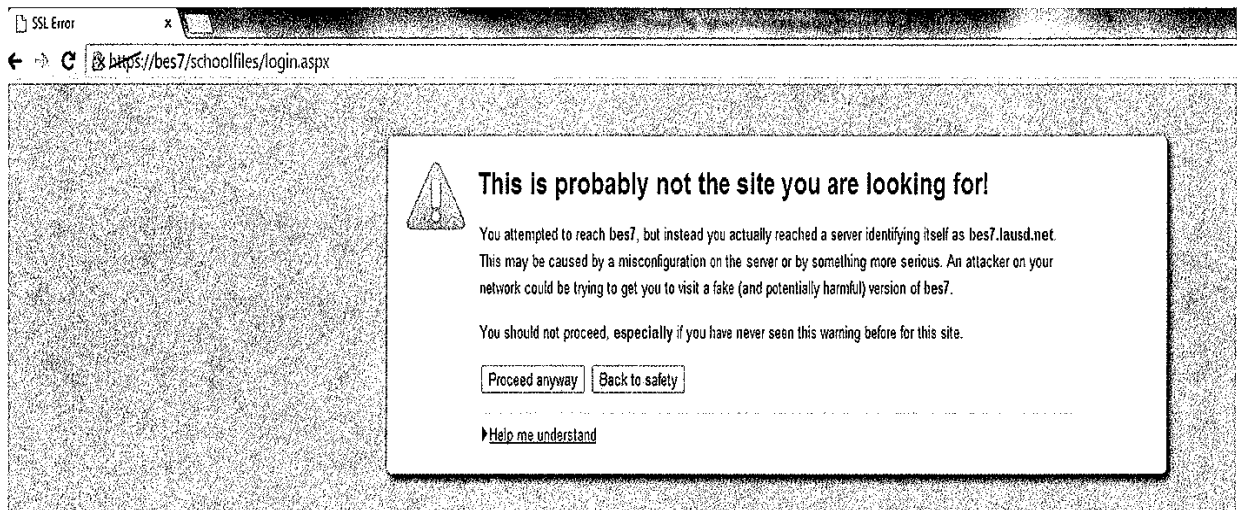 SSL Error x
https://bes7/schoolfiles/login.aspx
This is probably not the site you are looking for!
You attempted to reach bes7, but instead you actually reached a server identifying itself as bes7.lausd.net.
This may be caused by a misconfiguration on the server or by something more serious. An attacker on your
network could be trying to get you to visit a fake (and potentially harmful) version of bes7.
You should not proceed, especially if you have never seen this warning before for this site.
Proceed anyway Back to safety
Help me understand